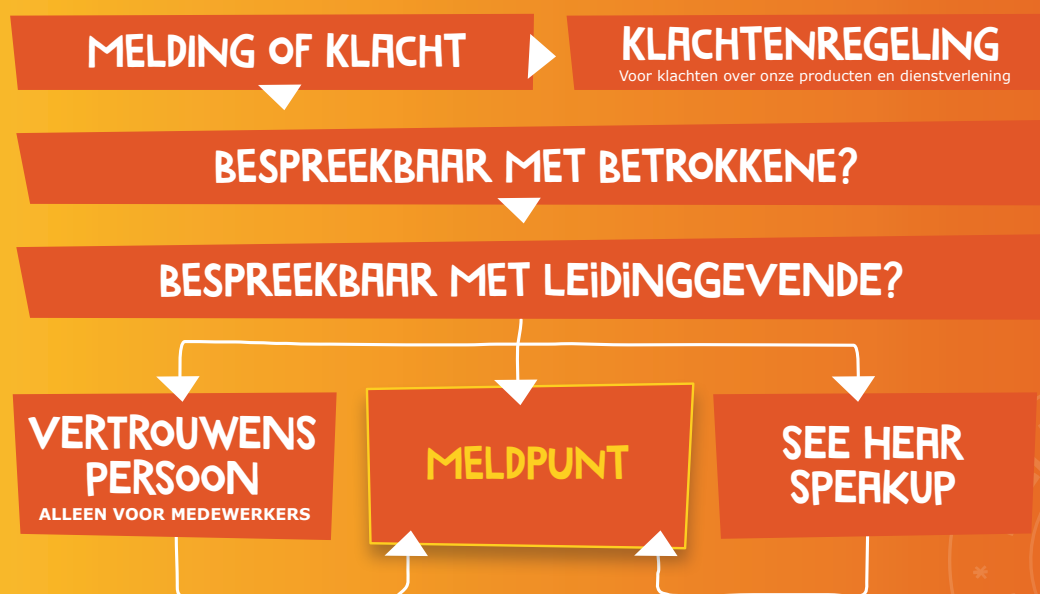 MELDING OF KLACHT
KLACHTENREGELING
Voor klachten over onze producten en dienstverlening
BESPREEKBAAR MET BETROKKENE?
BESPREEKBAAR MET LEiDiNGGEVENDE?
VERTROUWENS
PERSOON
ALLEEN VOOR MEDEWERKERS
MELDPUNT
SEE HEAR
SPEAKUP